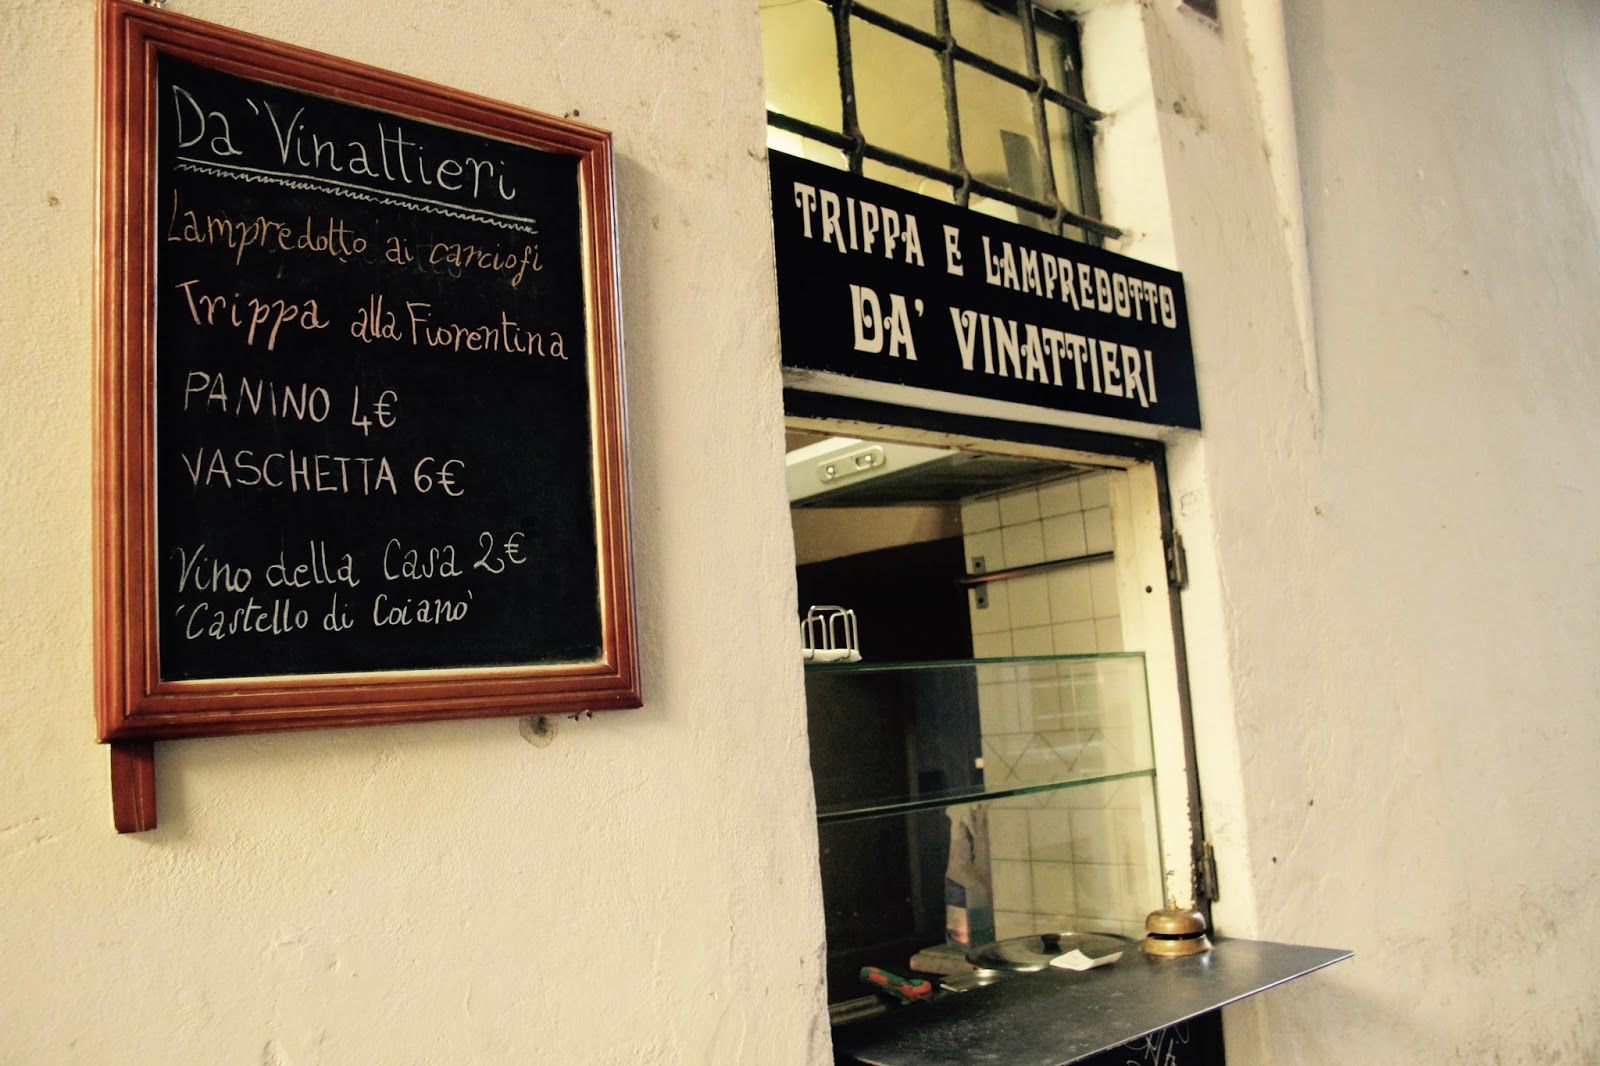 Da' Vinattieri
Lampredotto ai carciofi
Trippa alla Fiorentina
PANINO 4€
VASCHETTA 6€
Vino della Casa 2€
'Castello di Coiano'
TRIPPA E LAMPREDOTTO
DA' VINATTIERI